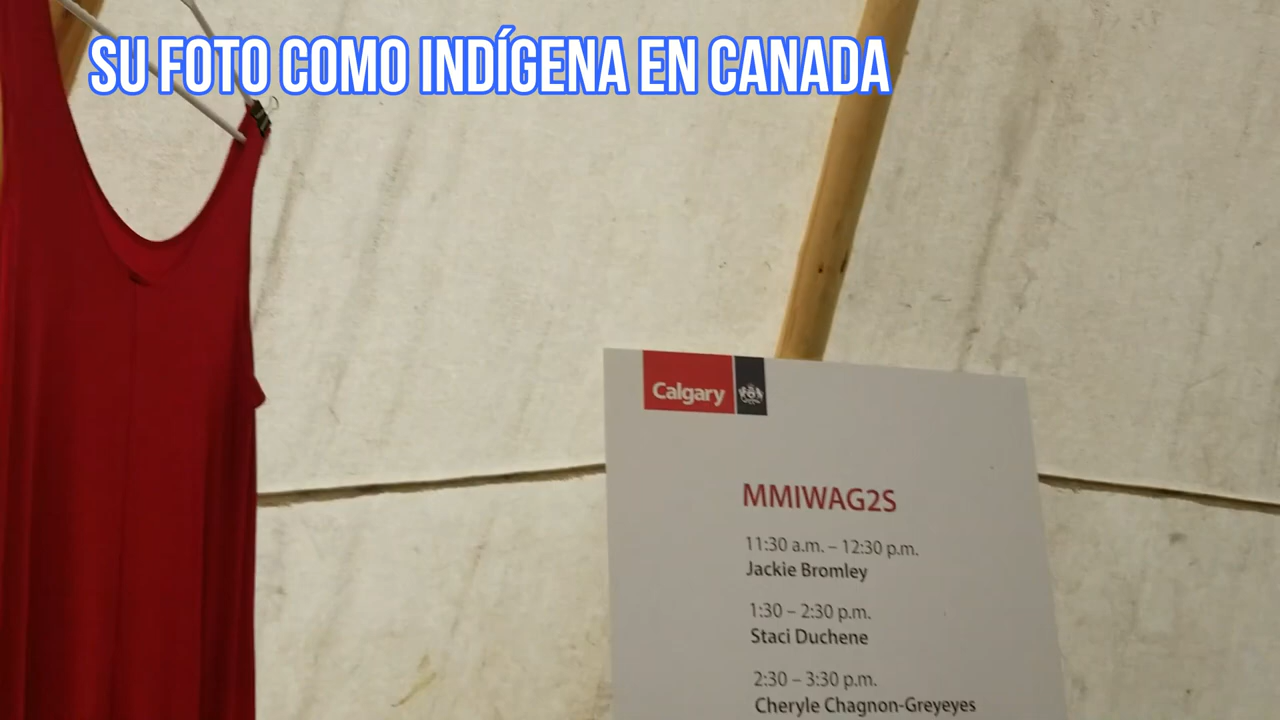 SU FOTO COMO INDÍGENA EN CANADA
Calgary
MMIWAG2S
11:30 a.m. – 12:30 p.m.
Jackie Bromley
1:30 – 2:30 p.m.
Staci Duchene
2:30 – 3:30 p.m.
Cheryle Chagnon-Greyeyes